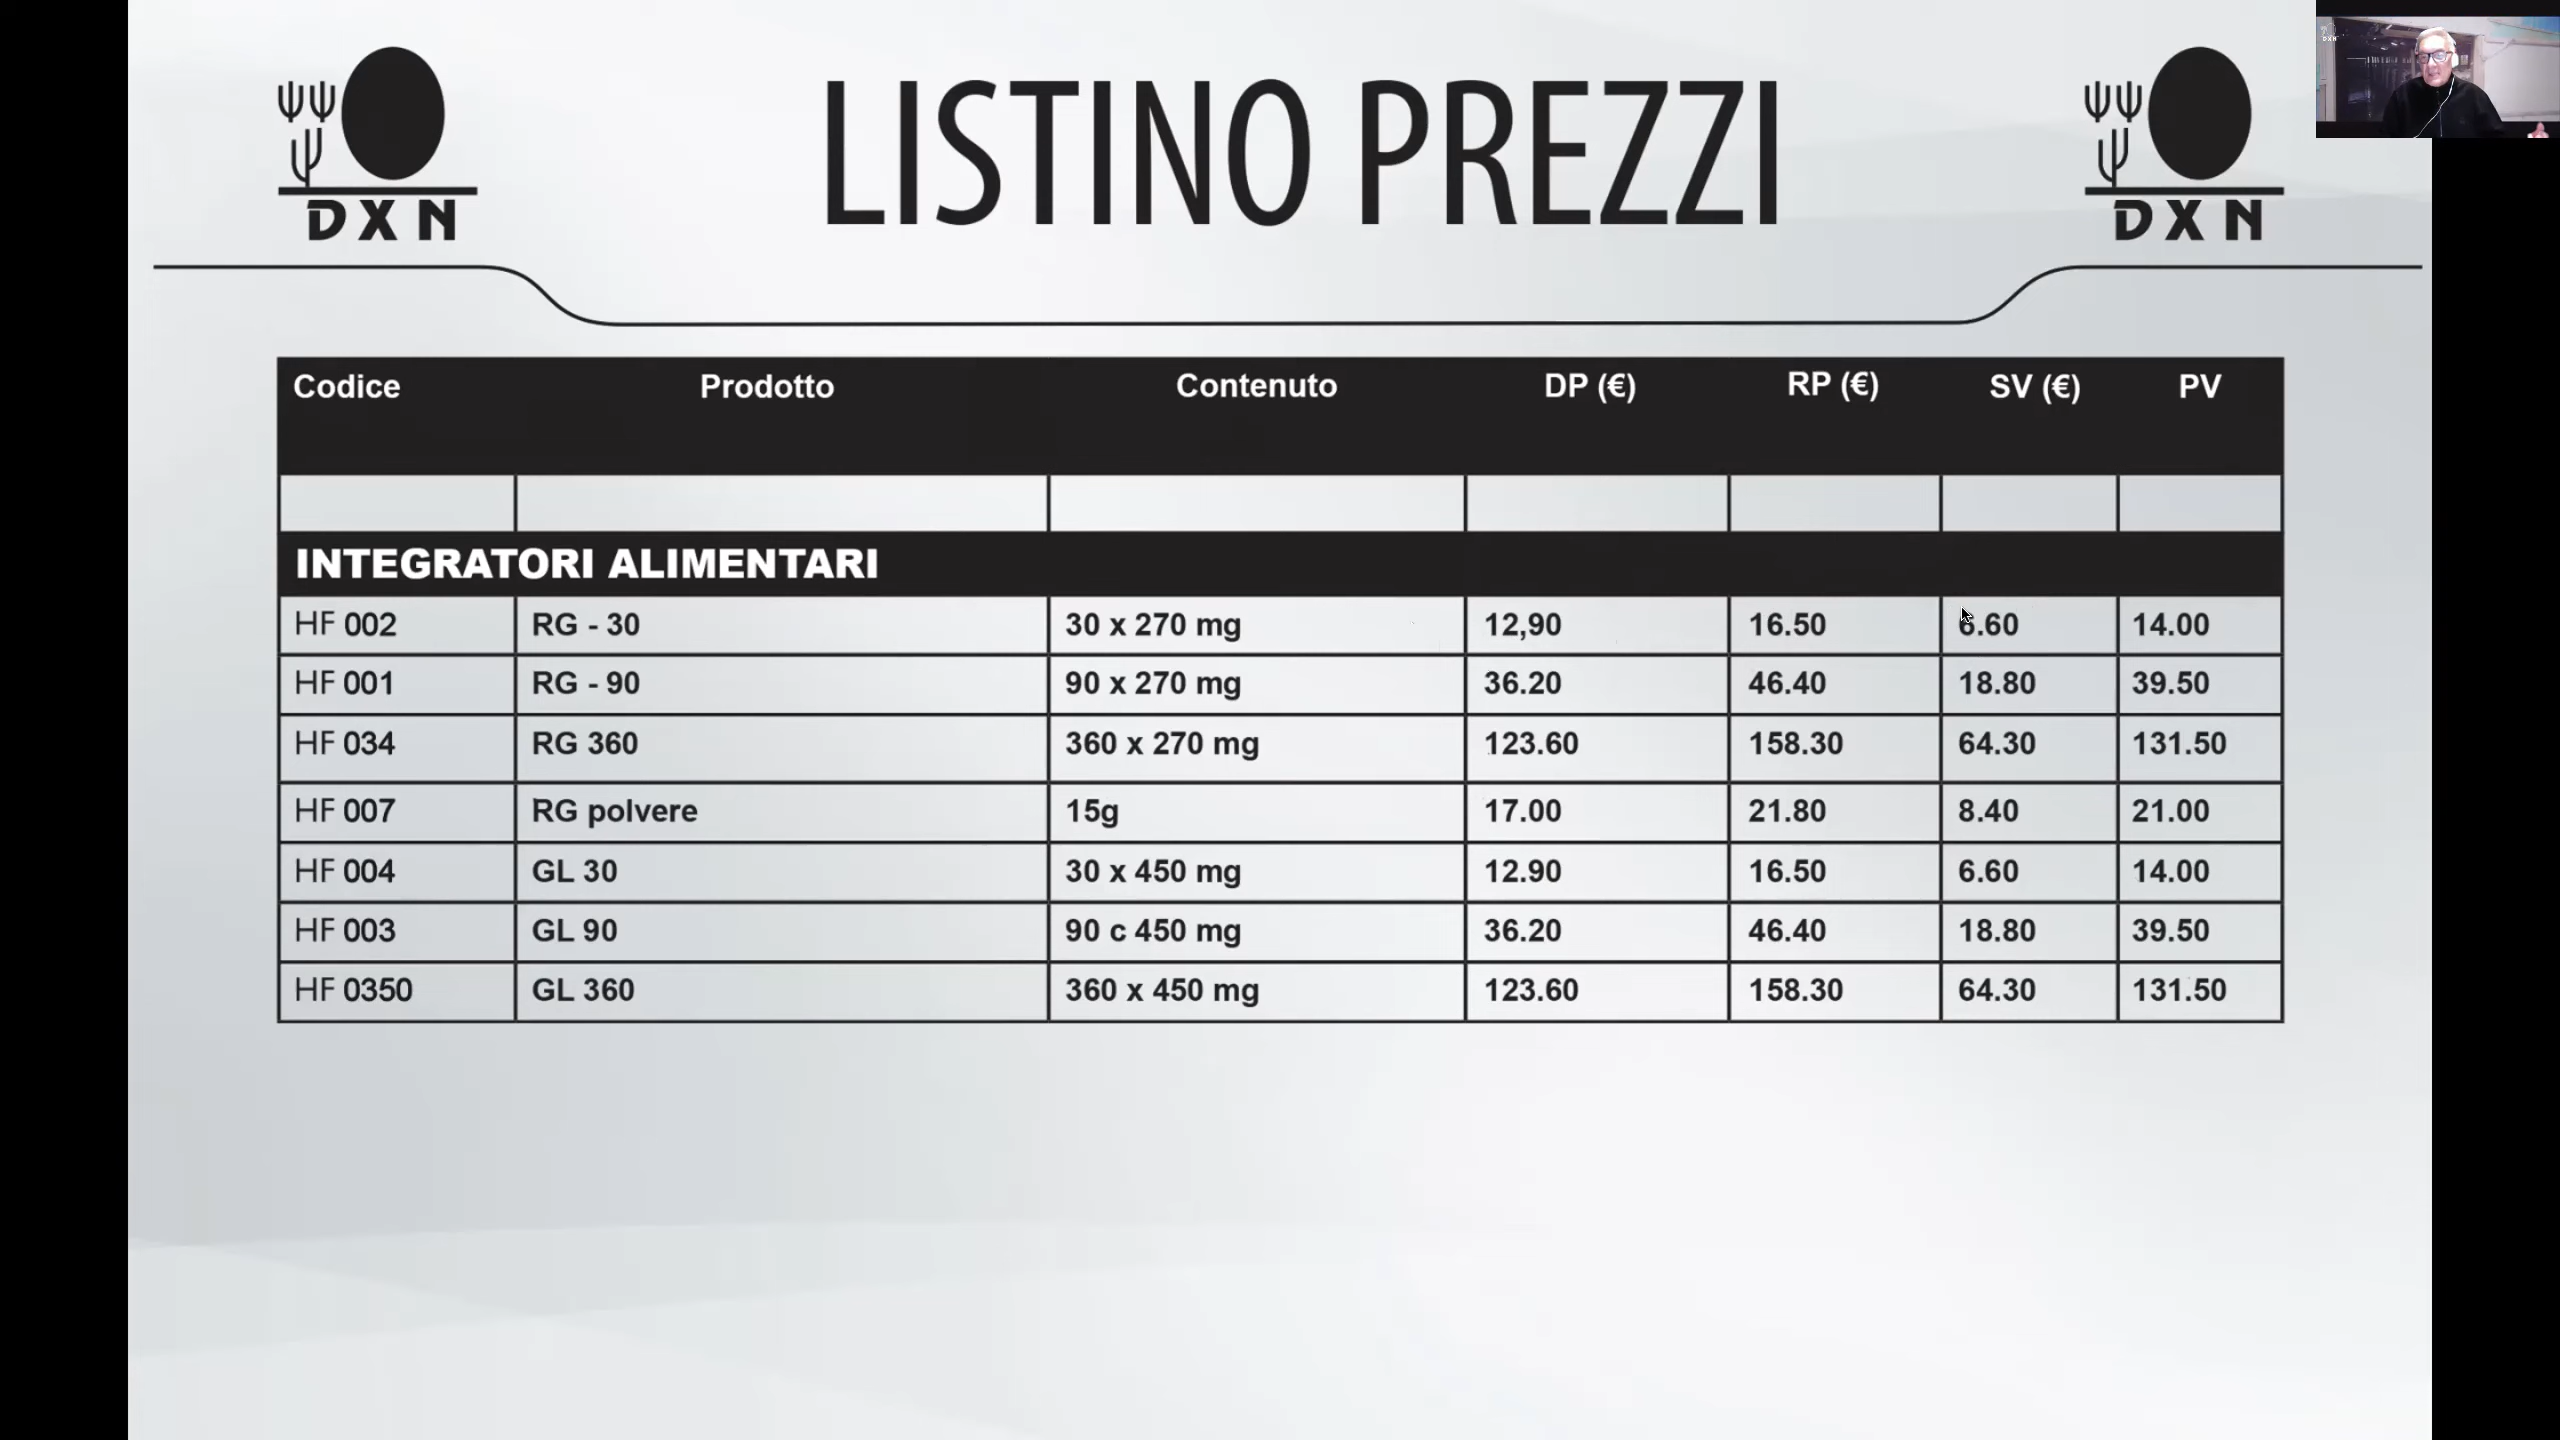 DXN
LISTINO PREZZI
DXN
DXN
Codice Prodotto Contenuto DP (€) RP (€) SV (€) PV
INTEGRATORI ALIMENTARI
HF 002 RG - 30 30 x 270 mg 12,90 16.50 6.60 14.00
HF 001 RG - 90 90 x 270 mg 36.20 46.40 18.80 39.50
HF 034 RG 360 360 x 270 mg 123.60 158.30 64.30 131.50
HF 007 RG polvere 15g 17.00 21.80 8.40 21.00
HF 004 GL 30 30 x 450 mg 12.90 16.50 6.60 14.00
HF 003 GL 90 90 c 450 mg 36.20 46.40 18.80 39.50
HF 0350 GL 360 360 x 450 mg 123.60 158.30 64.30 131.50